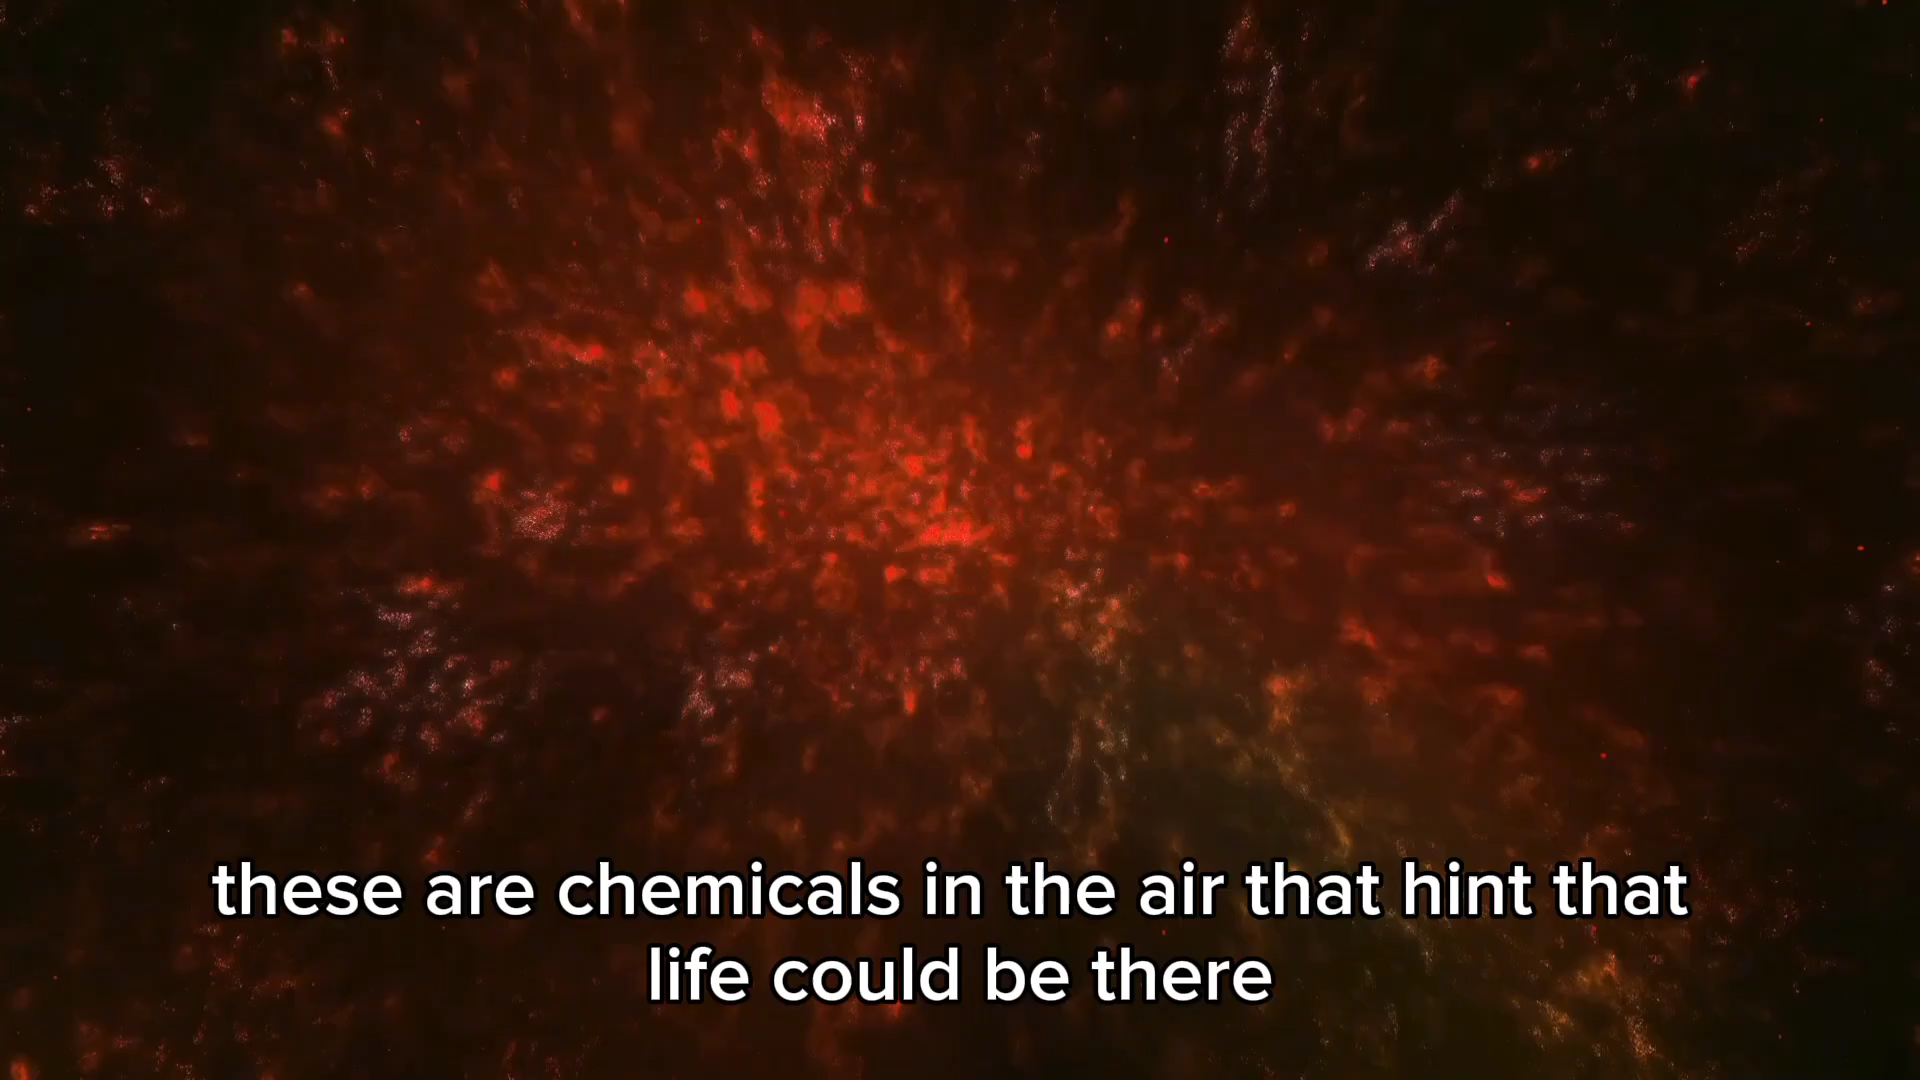 these are chemicals in the air that hint that
life could be there